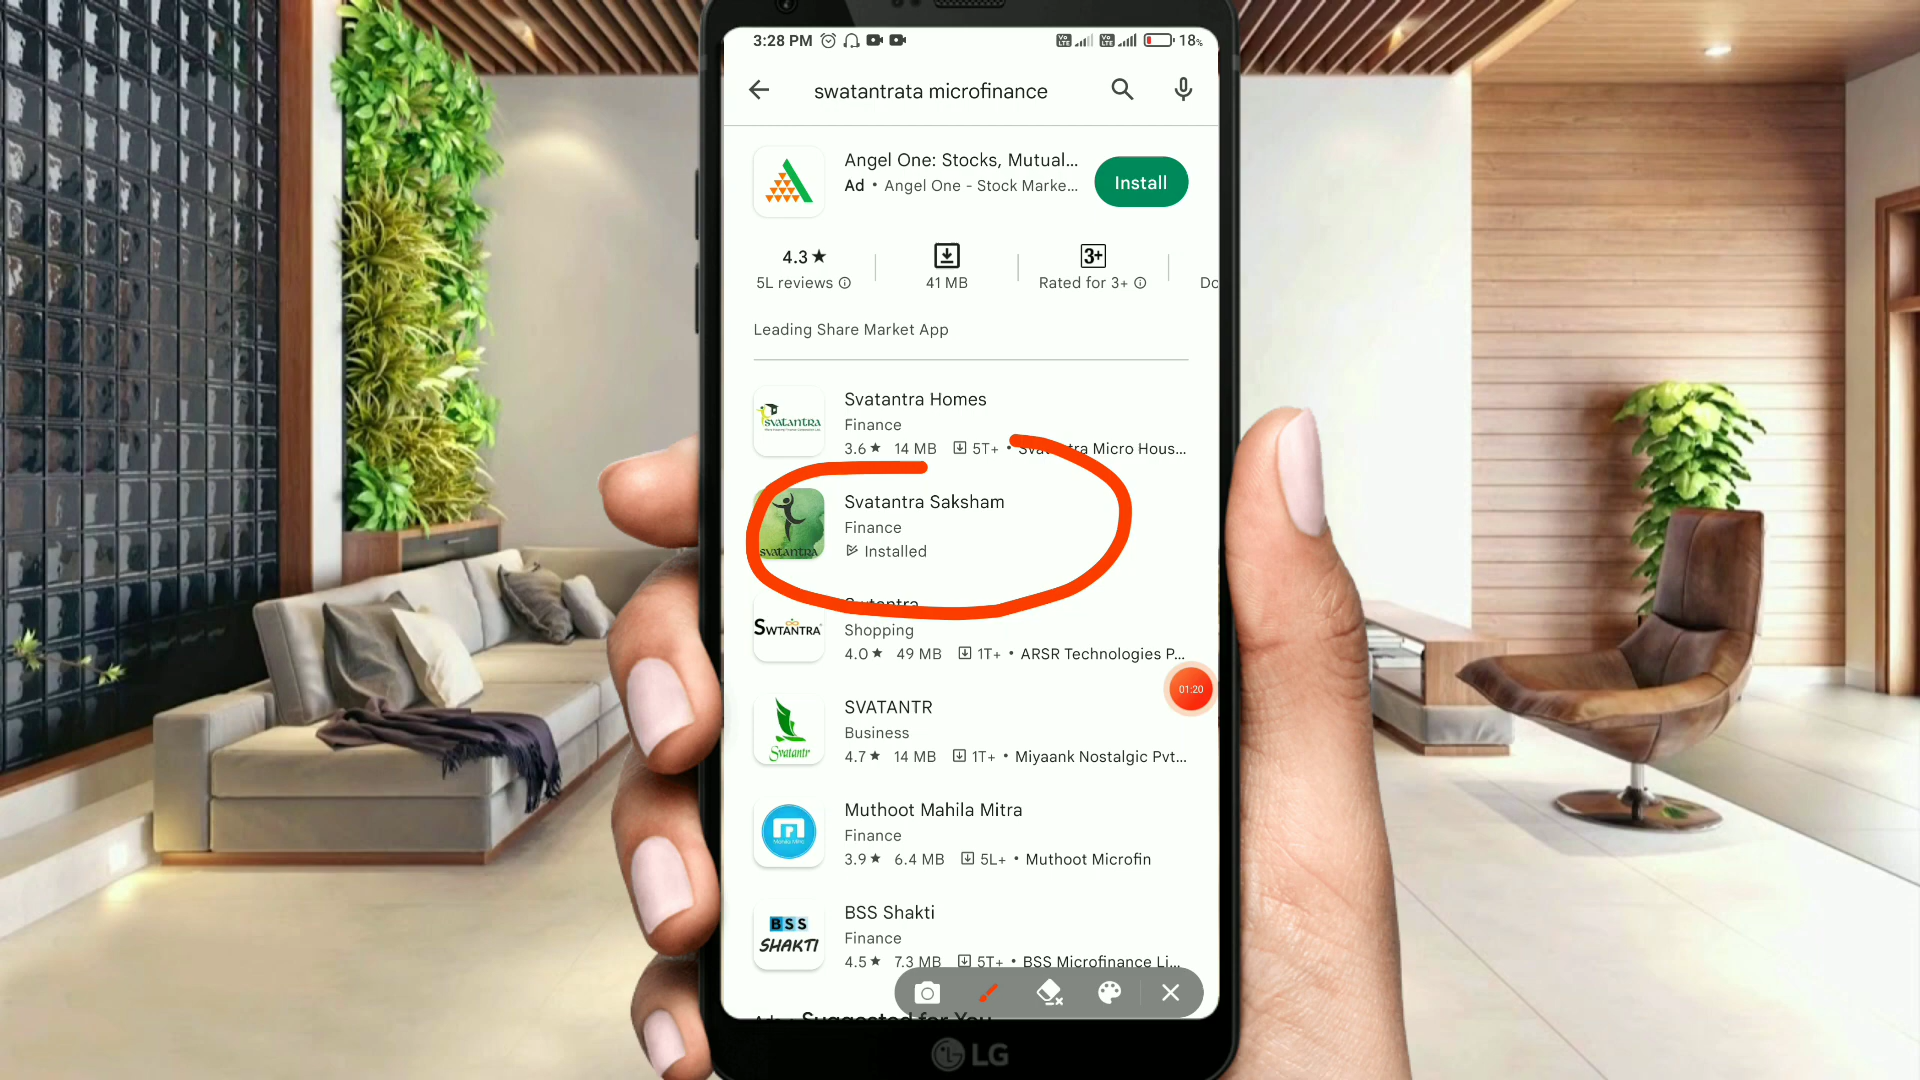 3:28 PM 18%
swatantrata microfinance
Angel One: Stocks, Mutual...
Ad • Angel One - Stock Marke...
Install
4.3★
5L reviews
41 MB
3+
Rated for 3+
Do
Leading Share Market App
SVATANTRA
Svatantra Homes
Finance
3.6★ 14 MB 5T+ • Svatantra Micro Hous...
SVATANTRA
Svatantra Saksham
Finance
Installed
SWTANTRA
Swtantra
Shopping
4.0★ 49 MB 1T+ • ARSR Technologies P...
01:20
Svatantr
SVATANTR
Business
4.7★ 14 MB 1T+ • Miyaank Nostalgic Pvt...
Muthoot Mahila Mitra
Finance
3.9★ 6.4 MB 5L+ • Muthoot Microfin
BSS
SHAKTI
BSS Shakti
Finance
4.5★ 7.3 MB 5T+ • BSS Microfinance Li...
Ads • Suggested for You
LG